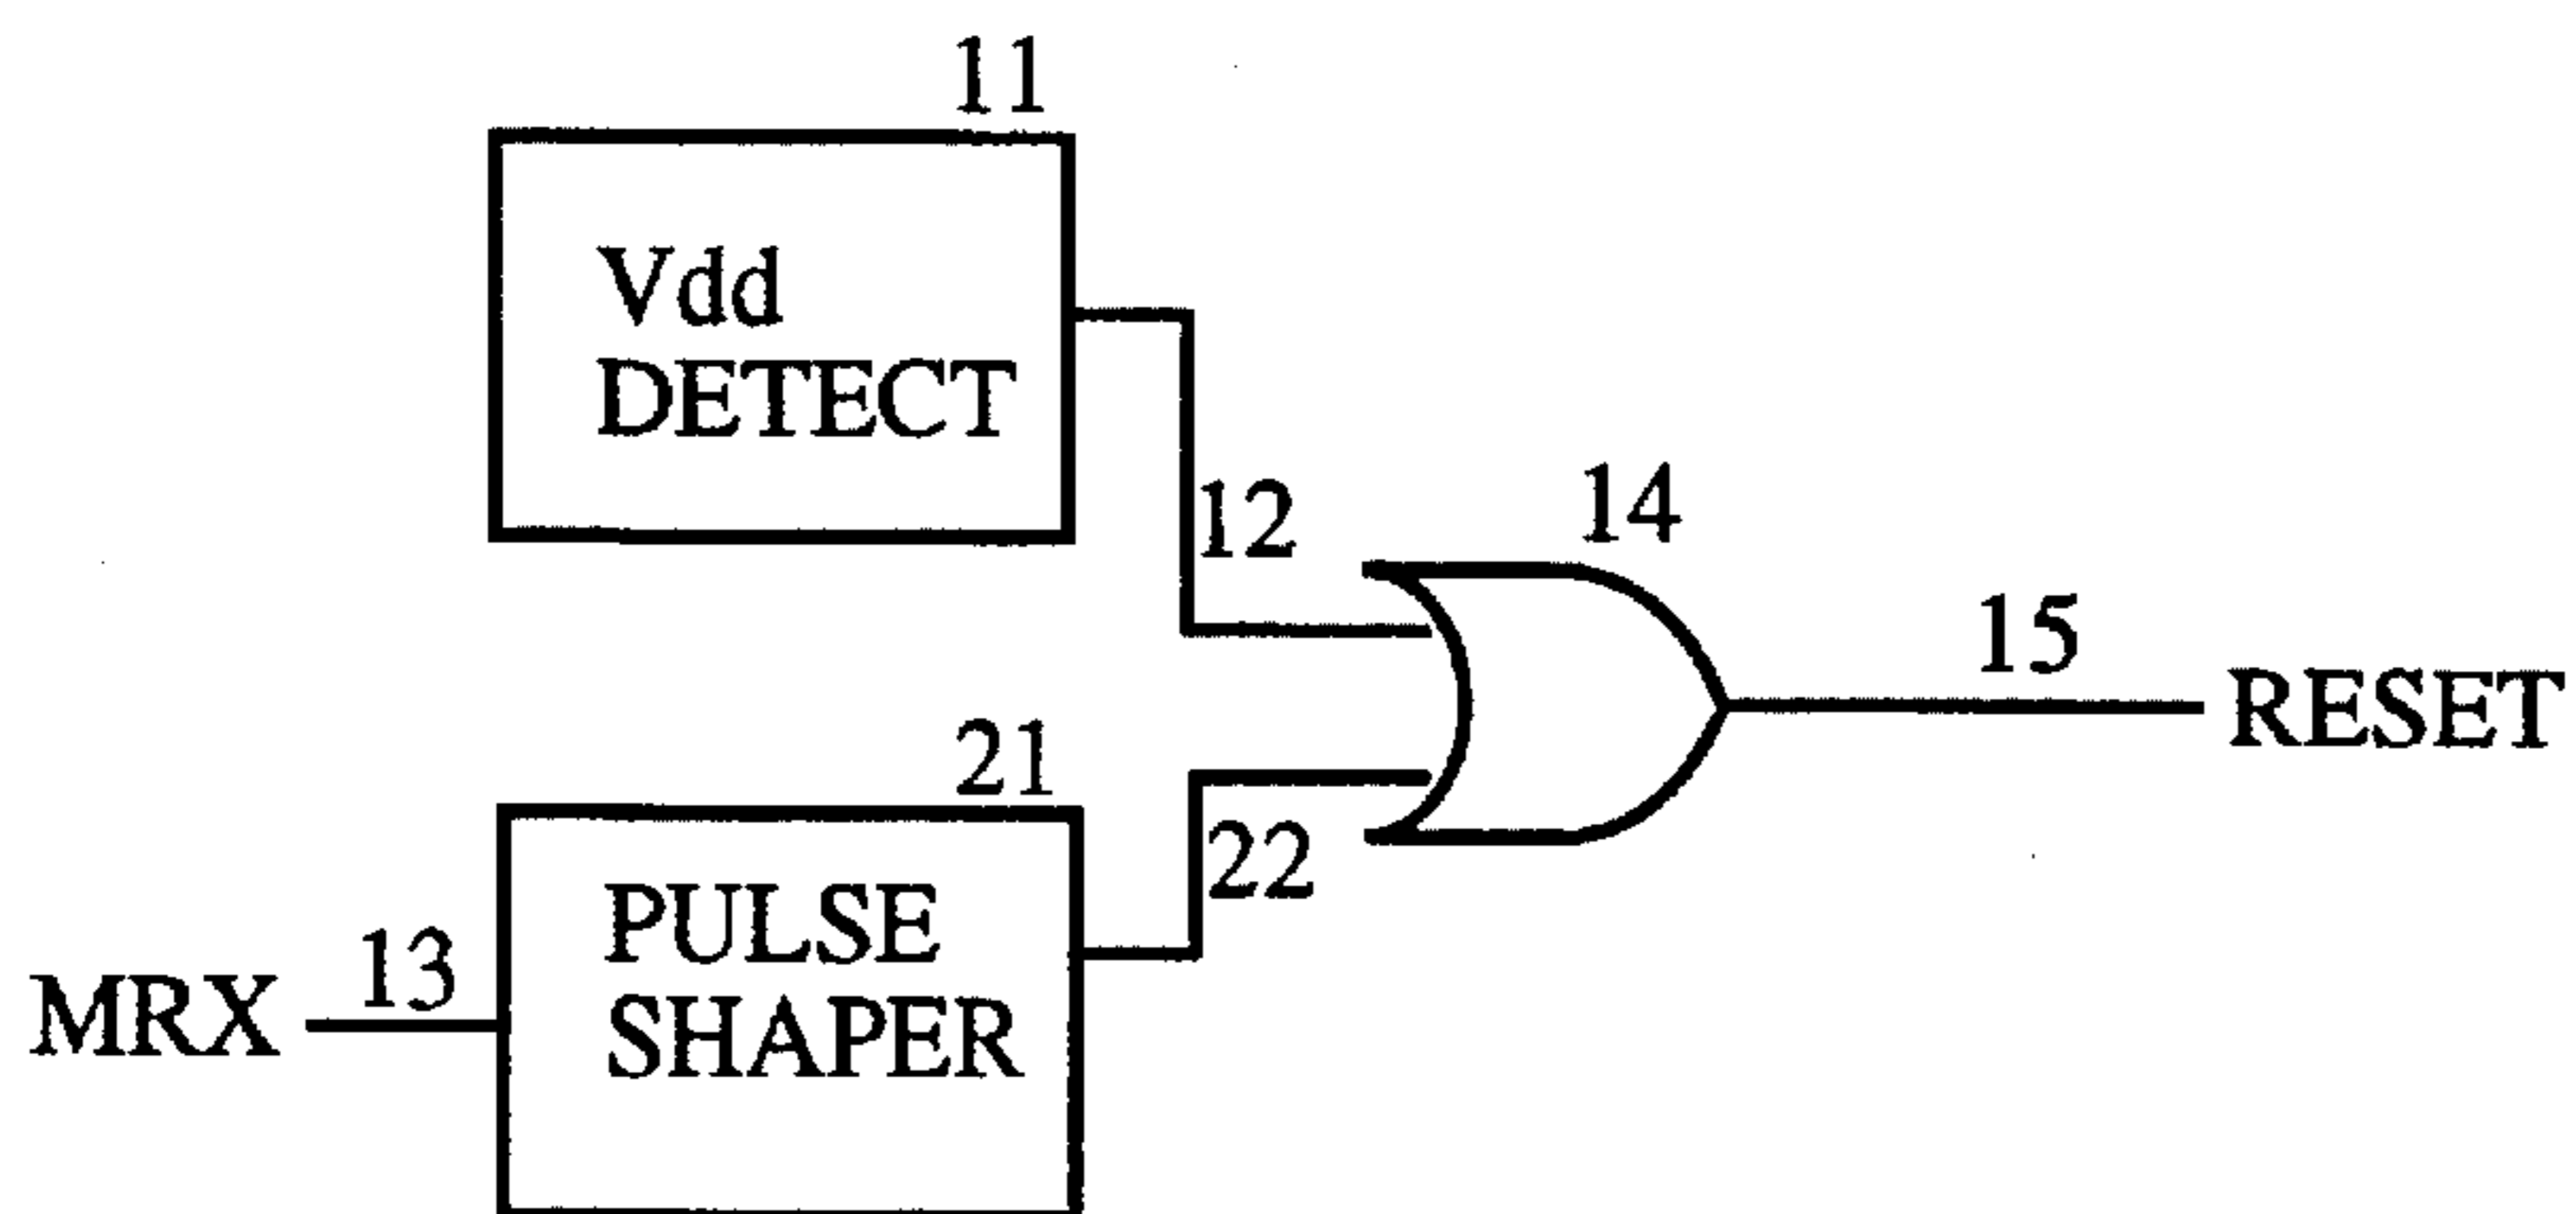 11
Vdd
DETECT
12
14
15
RESET
21
22
PULSE
SHAPER
13
MRX